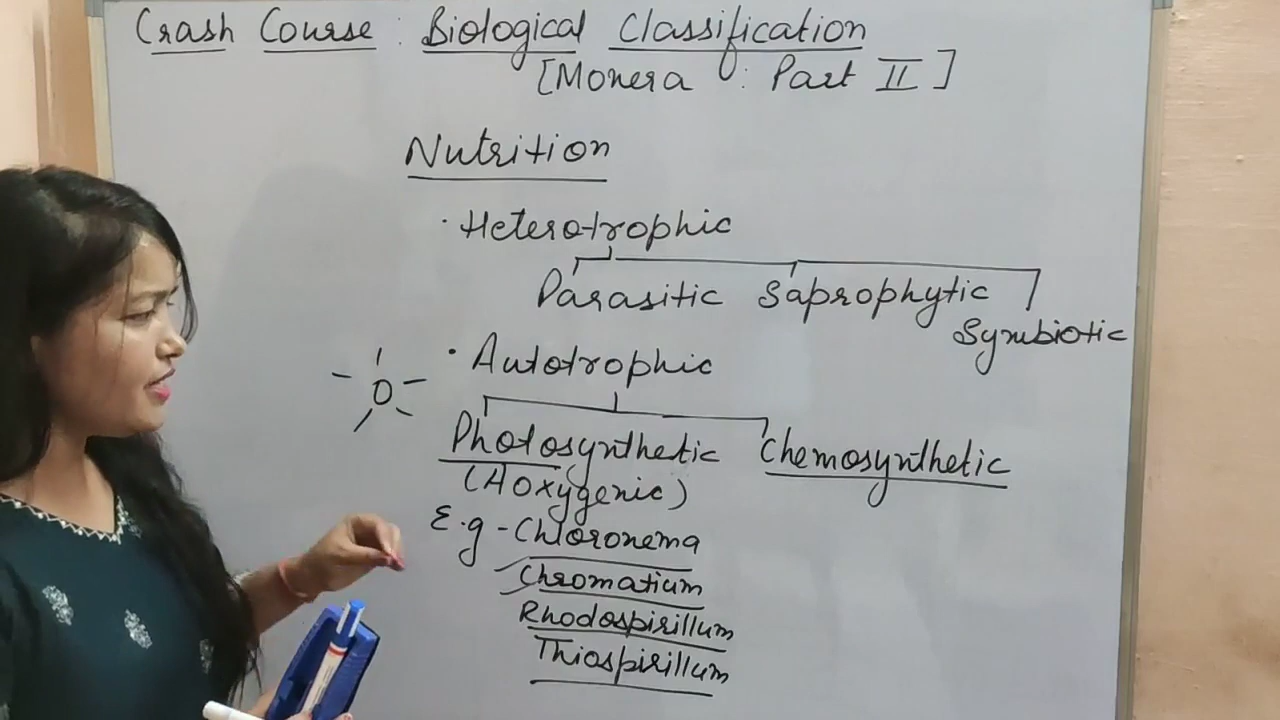 Crash Course : Biological Classification
[Monera : Part II]
Nutrition
· Heterotrophic
Parasitic Saprophytic
Symbiotic
· Autotrophic
Photosynthetic Chemosynthetic
(Aoxygenic)
E.g - Chloronema
Chromatium
Rhodospirillum
Thiospirillum